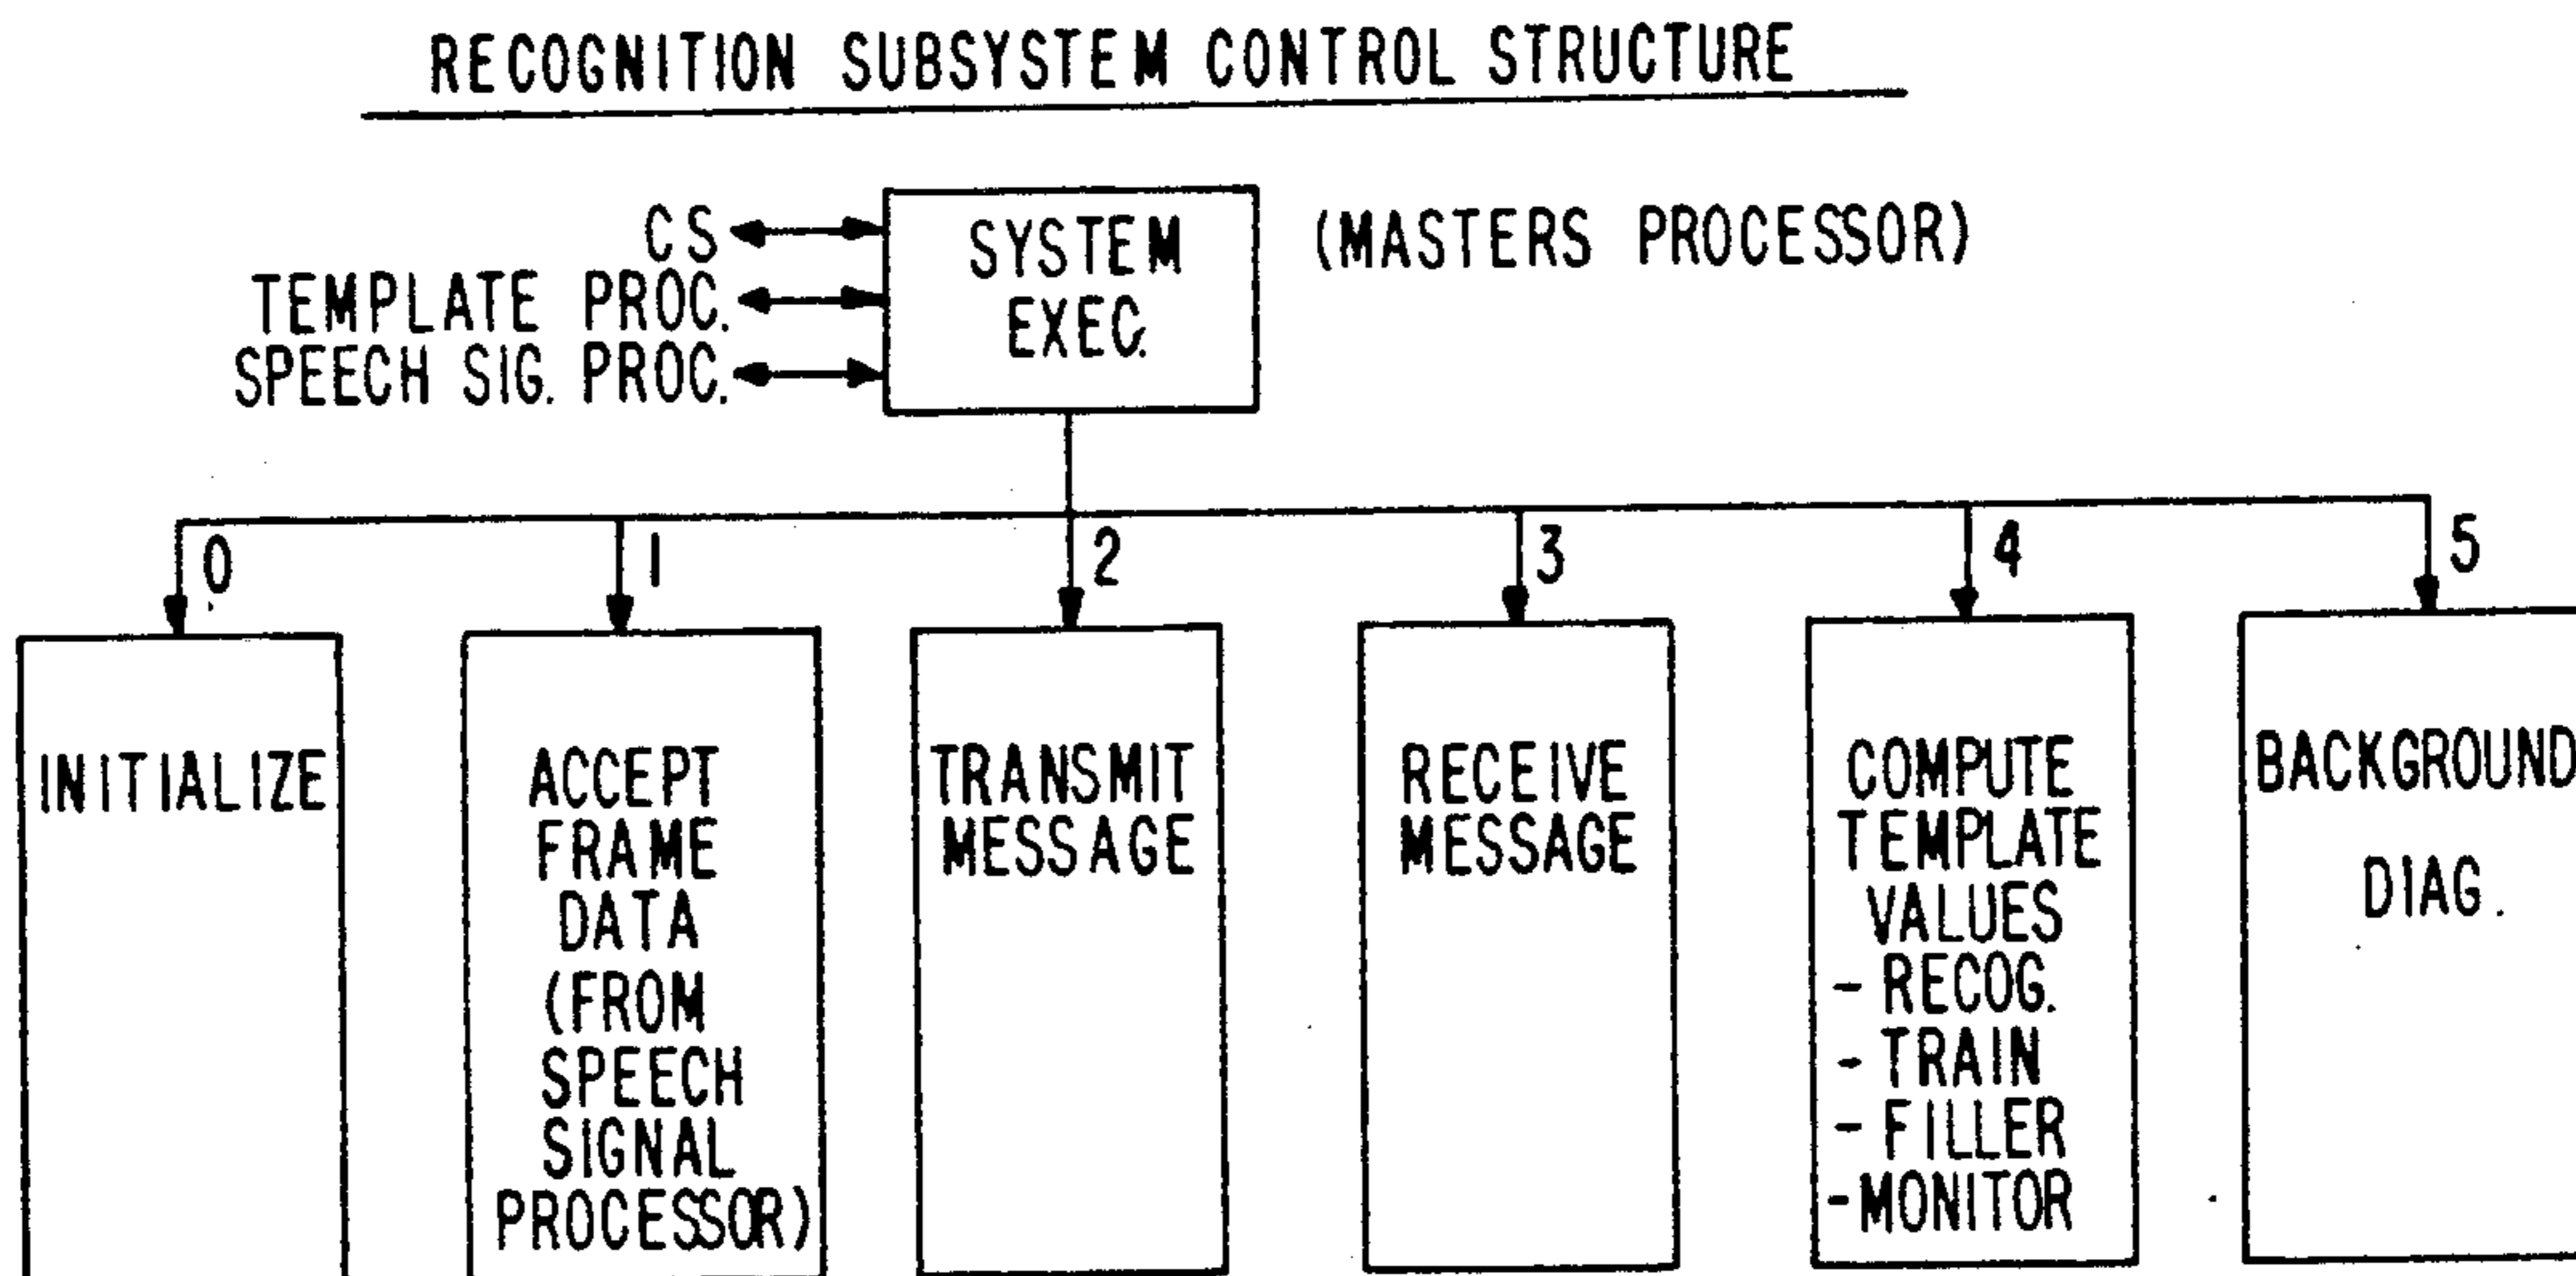 RECOGNITION SUBSYSTEM CONTROL STRUCTURE
CS
TEMPLATE PROC.
SPEECH SIG. PROC.
SYSTEM
EXEC.
(MASTERS PROCESSOR)
0
1
2
3
4
5
INITIALIZE
ACCEPT
FRAME
DATA
(FROM
SPEECH
SIGNAL
PROCESSOR)
TRANSMIT
MESSAGE
RECEIVE
MESSAGE
COMPUTE
TEMPLATE
VALUES
- RECOG.
- TRAIN
- FILLER
- MONITOR
BACKGROUND
DIAG.